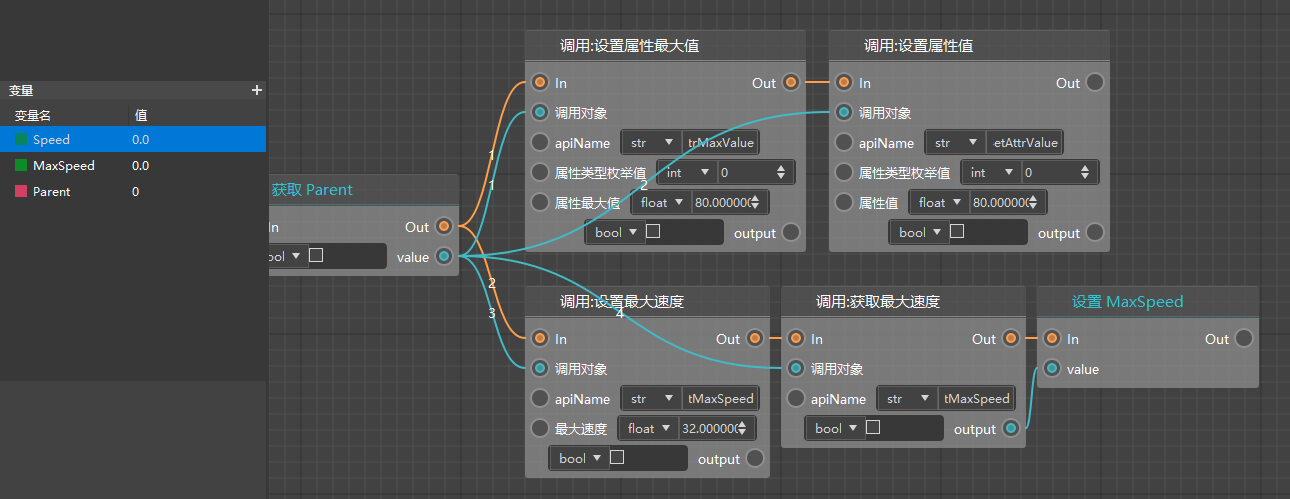 变量
变量名 值
Speed 0.0
MaxSpeed 0.0
Parent 0
获取 Parent
In Out
ool value
调用:设置属性最大值
In Out
调用对象
apiName str trMaxValue
属性类型枚举值 int 0
属性最大值 float 80.000000
bool output
调用:设置属性值
In Out
调用对象
apiName str etAttrValue
属性类型枚举值 int 0
属性值 float 80.000000
bool output
1
1
2
2
3
4
调用:设置最大速度
In Out
调用对象
apiName str tMaxSpeed
最大速度 float 32.000000
bool output
调用:获取最大速度
In Out
调用对象
apiName str tMaxSpeed
bool output
设置 MaxSpeed
In Out
value